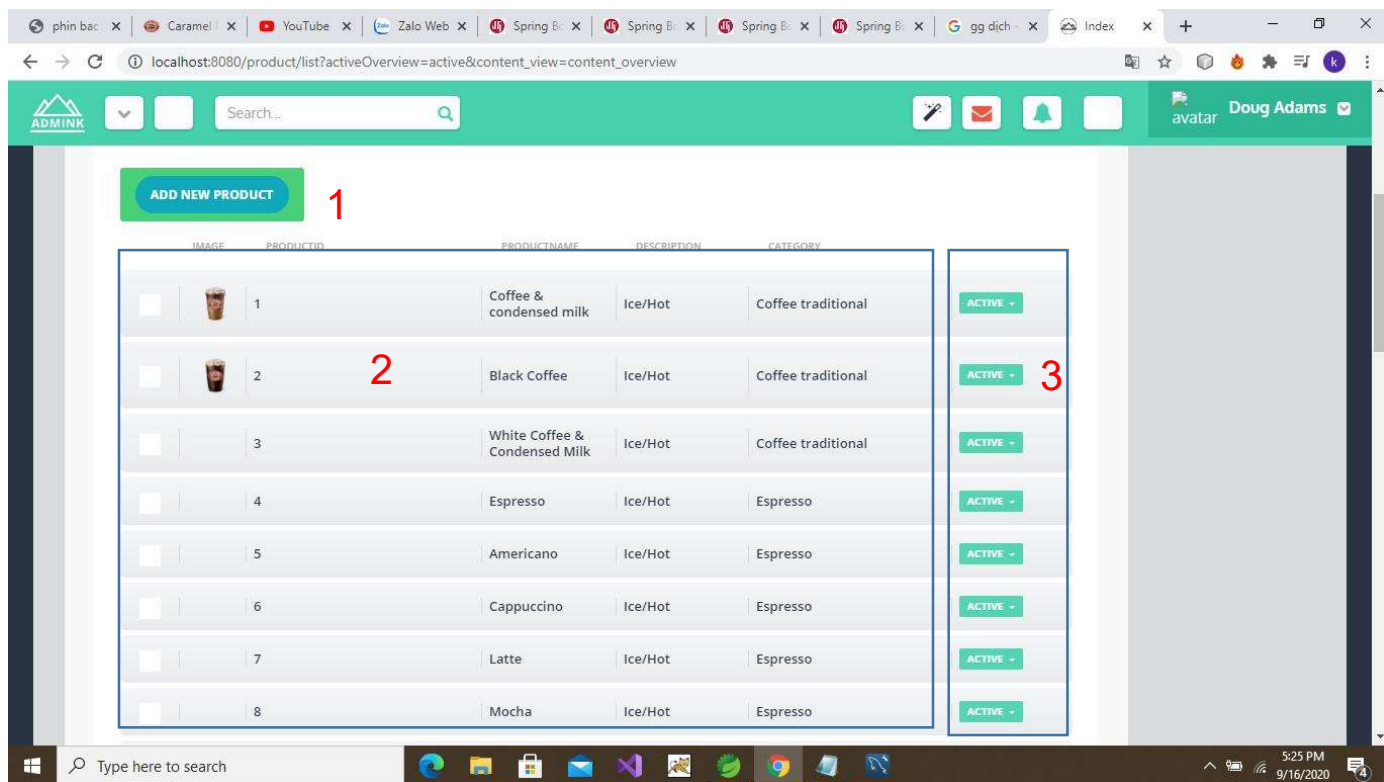 phin bac
Caramel
YouTube
Zalo Web
Spring Bo
Spring Bo
Spring Bo
Spring Bo
gg dịch -
Index
localhost:8080/product/list?activeOverview=active&content_view=content_overview
k
ADMINK
Search...
avatar
Doug Adams
ADD NEW PRODUCT
1
IMAGE PRODUCTID PRODUCTNAME DESCRIPTION CATEGORY
1 Coffee & condensed milk Ice/Hot Coffee traditional ACTIVE
2 Black Coffee Ice/Hot Coffee traditional ACTIVE
2
3
3 White Coffee & Condensed Milk Ice/Hot Coffee traditional ACTIVE
4 Espresso Ice/Hot Espresso ACTIVE
5 Americano Ice/Hot Espresso ACTIVE
6 Cappuccino Ice/Hot Espresso ACTIVE
7 Latte Ice/Hot Espresso ACTIVE
8 Mocha Ice/Hot Espresso ACTIVE
Type here to search
5:25 PM
9/16/2020
4